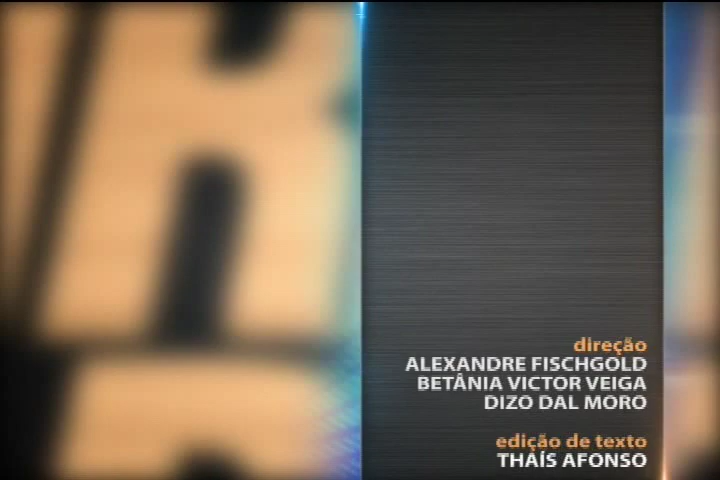 direção
ALEXANDRE FISCHGOLD
BETÂNIA VICTOR VEIGA
DIZO DAL MORO
edição de texto
THAÍS AFONSO